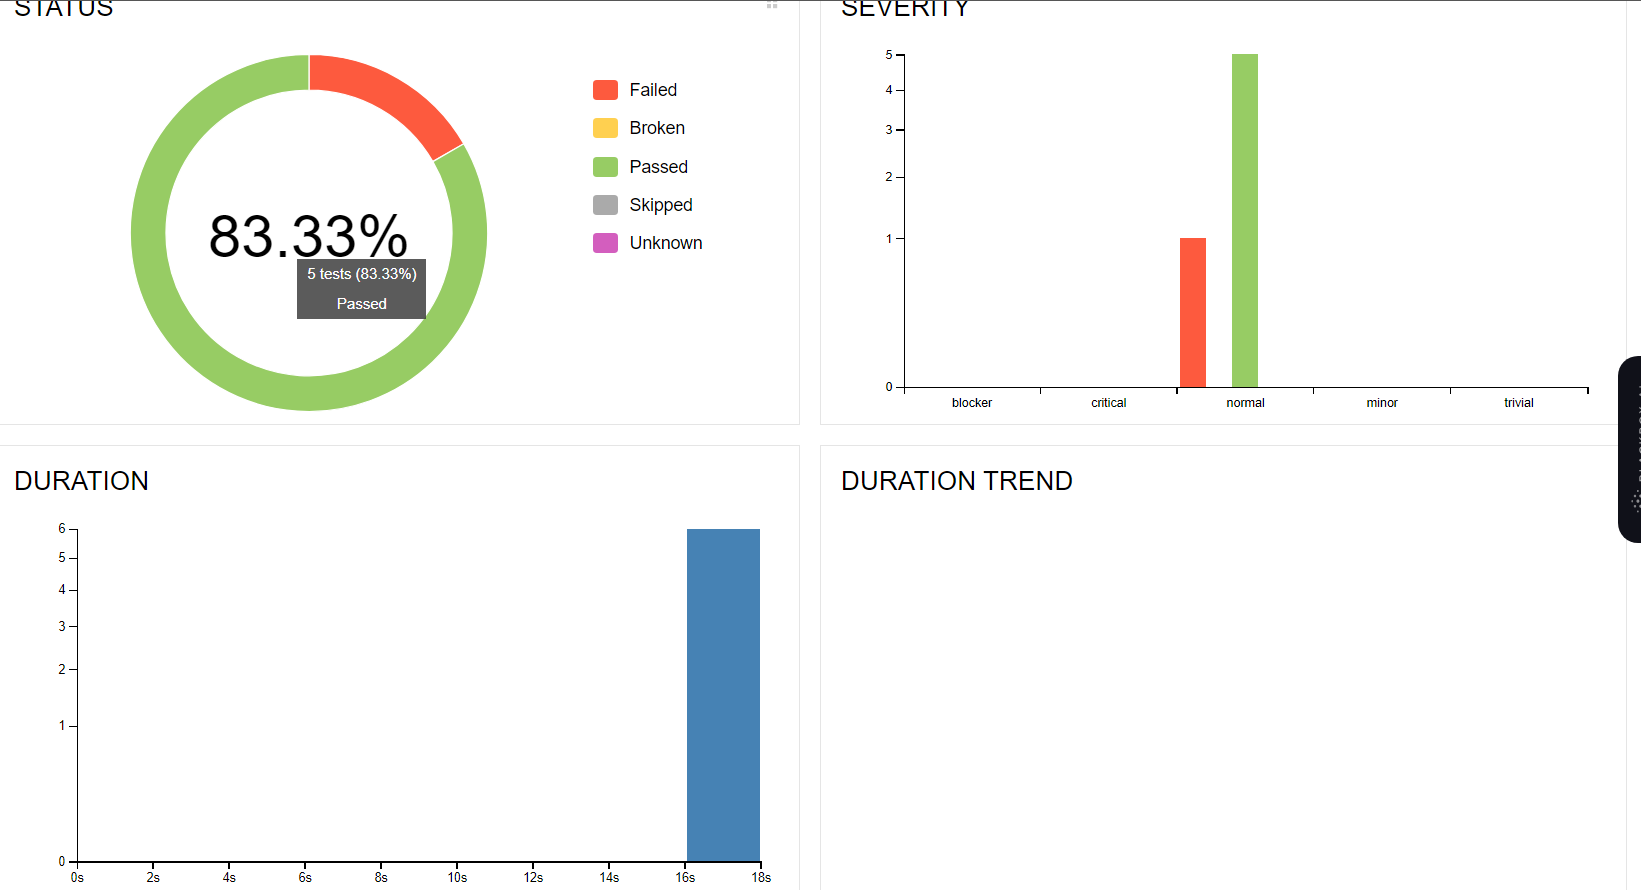 STATUS
83.33%
5 tests (83.33%)
Passed
Failed
Broken
Passed
Skipped
Unknown
SEVERITY
5
4
3
2
1
0
blocker critical normal minor trivial
DURATION
6
5
4
3
2
1
0
0s 2s 4s 6s 8s 10s 12s 14s 16s 18s
DURATION TREND